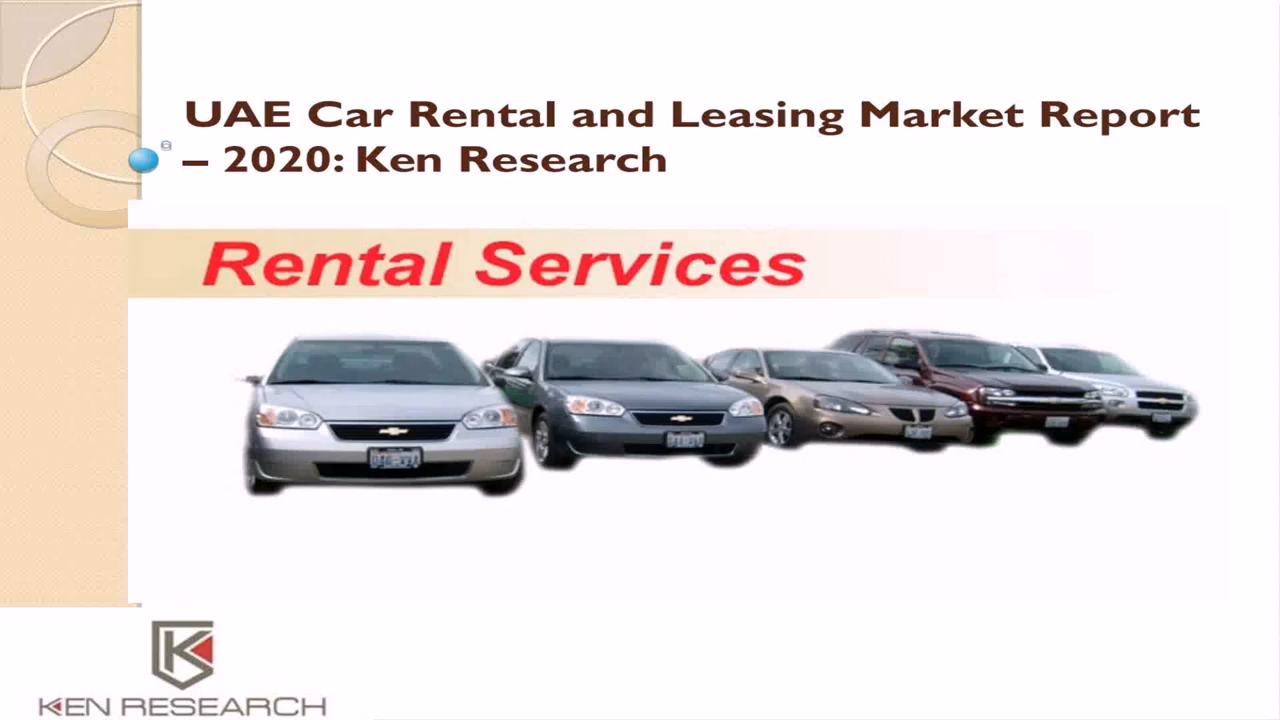 UAE Car Rental and Leasing Market Report
– 2020: Ken Research
Rental Services
KEN RESEARCH